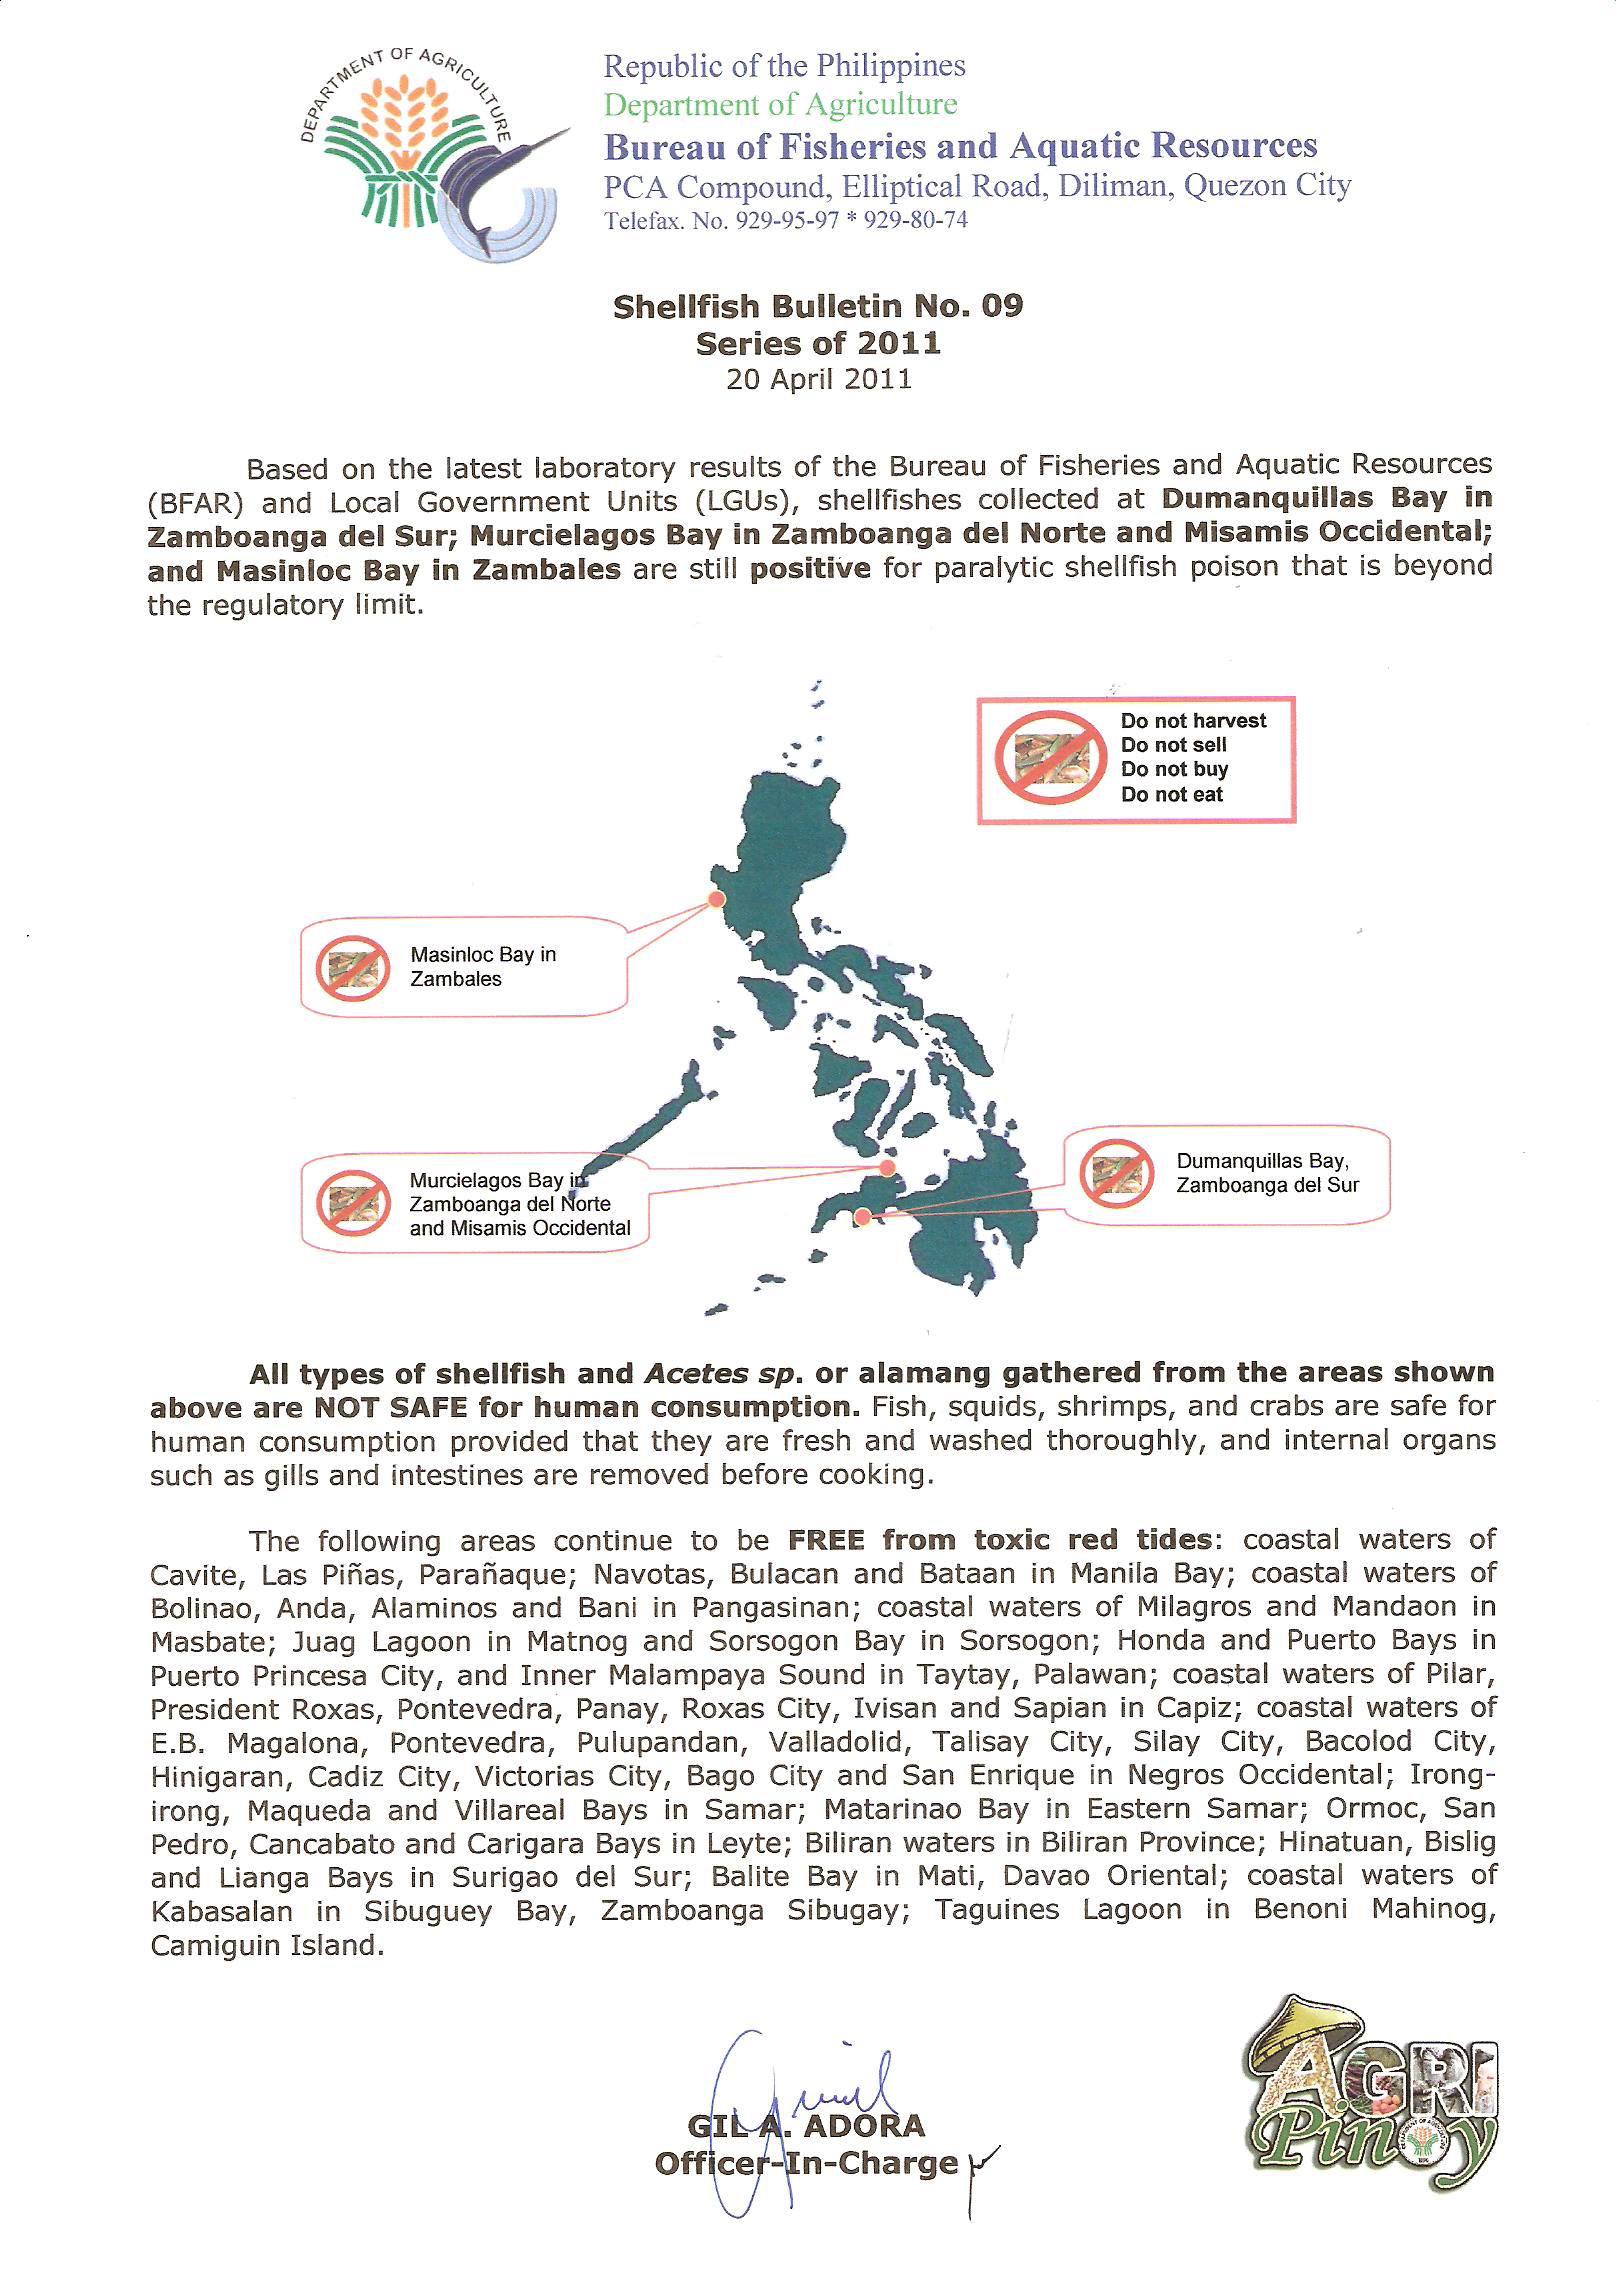 DEPARTMENT OF AGRICULTURE
Republic of the Philippines
Department of Agriculture
Bureau of Fisheries and Aquatic Resources
PCA Compound, Elliptical Road, Diliman, Quezon City
Telefax. No. 929-95-97 * 929-80-74
Shellfish Bulletin No. 09
Series of 2011
20 April 2011
Based on the latest laboratory results of the Bureau of Fisheries and Aquatic Resources
(BFAR) and Local Government Units (LGUs), shellfishes collected at Dumanquillas Bay in
Zamboanga del Sur; Murcielagos Bay in Zamboanga del Norte and Misamis Occidental;
and Masinloc Bay in Zambales are still positive for paralytic shellfish poison that is beyond
the regulatory limit.
Do not harvest
Do not sell
Do not buy
Do not eat
Masinloc Bay in
Zambales
Murcielagos Bay in
Zamboanga del Norte
and Misamis Occidental
Dumanquillas Bay,
Zamboanga del Sur
All types of shellfish and Acetes sp. or alamang gathered from the areas shown
above are NOT SAFE for human consumption. Fish, squids, shrimps, and crabs are safe for
human consumption provided that they are fresh and washed thoroughly, and internal organs
such as gills and intestines are removed before cooking.
The following areas continue to be FREE from toxic red tides: coastal waters of
Cavite, Las Piñas, Parañaque; Navotas, Bulacan and Bataan in Manila Bay; coastal waters of
Bolinao, Anda, Alaminos and Bani in Pangasinan; coastal waters of Milagros and Mandaon in
Masbate; Juag Lagoon in Matnog and Sorsogon Bay in Sorsogon; Honda and Puerto Bays in
Puerto Princesa City, and Inner Malampaya Sound in Taytay, Palawan; coastal waters of Pilar,
President Roxas, Pontevedra, Panay, Roxas City, Ivisan and Sapian in Capiz; coastal waters of
E.B. Magalona, Pontevedra, Pulupandan, Valladolid, Talisay City, Silay City, Bacolod City,
Hinigaran, Cadiz City, Victorias City, Bago City and San Enrique in Negros Occidental; Irong-
irong, Maqueda and Villareal Bays in Samar; Matarinao Bay in Eastern Samar; Ormoc, San
Pedro, Cancabato and Carigara Bays in Leyte; Biliran waters in Biliran Province; Hinatuan, Bislig
and Lianga Bays in Surigao del Sur; Balite Bay in Mati, Davao Oriental; coastal waters of
Kabasalan in Sibuguey Bay, Zamboanga Sibugay; Taguines Lagoon in Benoni Mahinog,
Camiguin Island.
GIL A. ADORA
Officer-In-Charge
AGRI
Pinoy